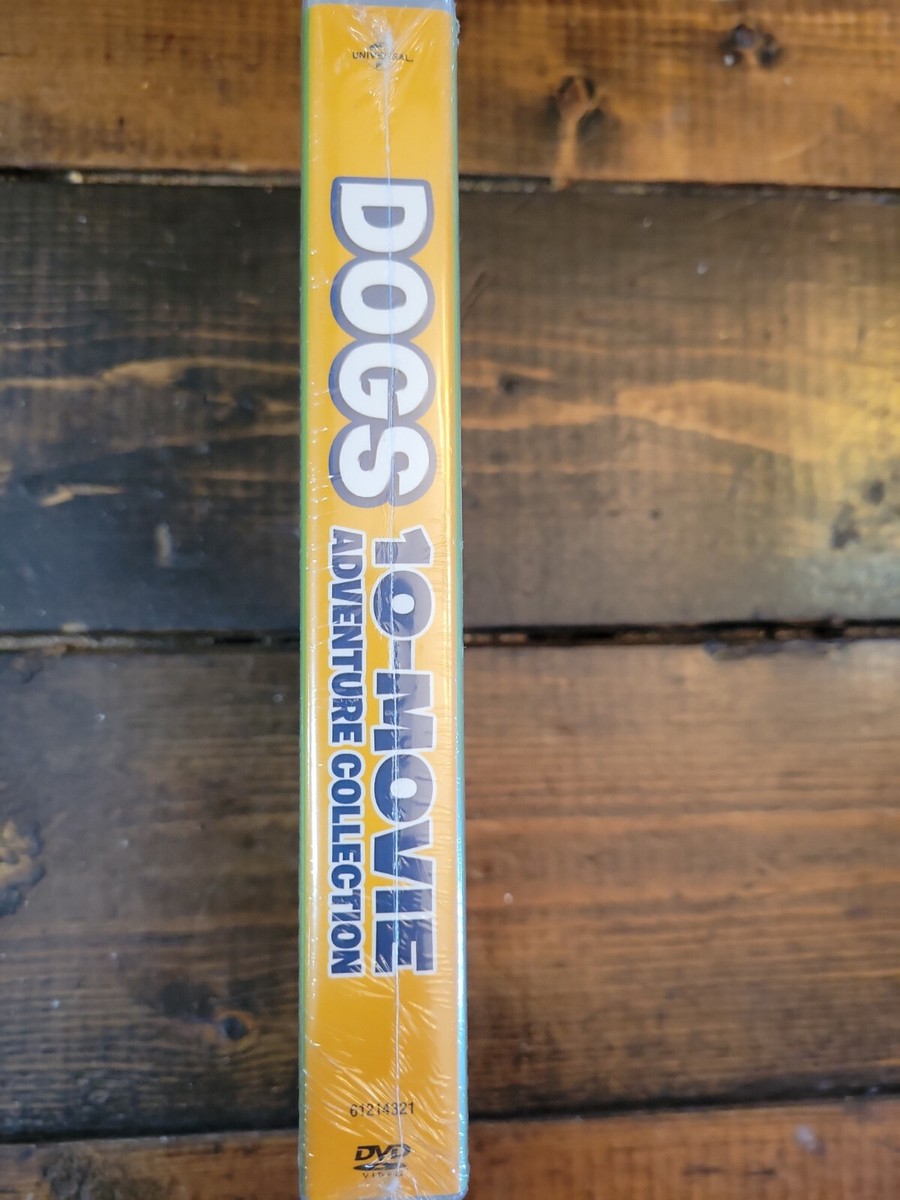 UNIVERSAL
DOGS
10-MOVIE
ADVENTURE COLLECTION
61214321
DVD
VIDEO